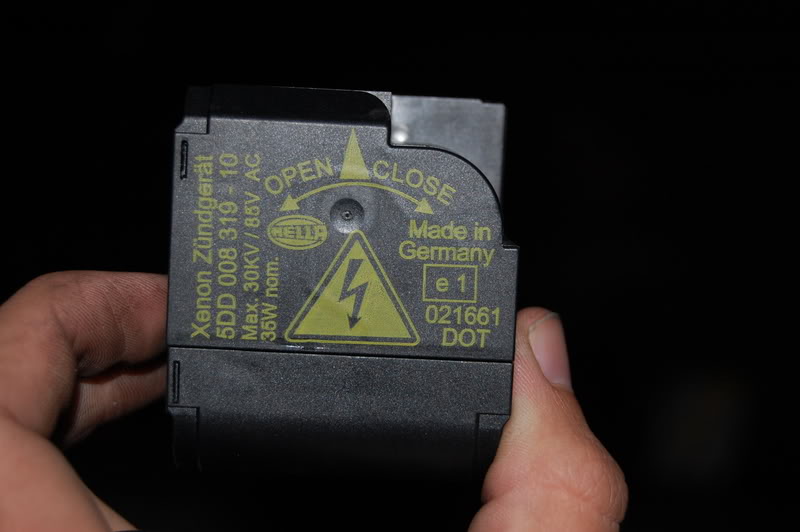 OPEN CLOSE
HELLA
Xenon Zündgerät
5DD 008 319 - 10
Max. 30KV / 85V AC
35W nom.
Made in
Germany
e 1
021661
DOT